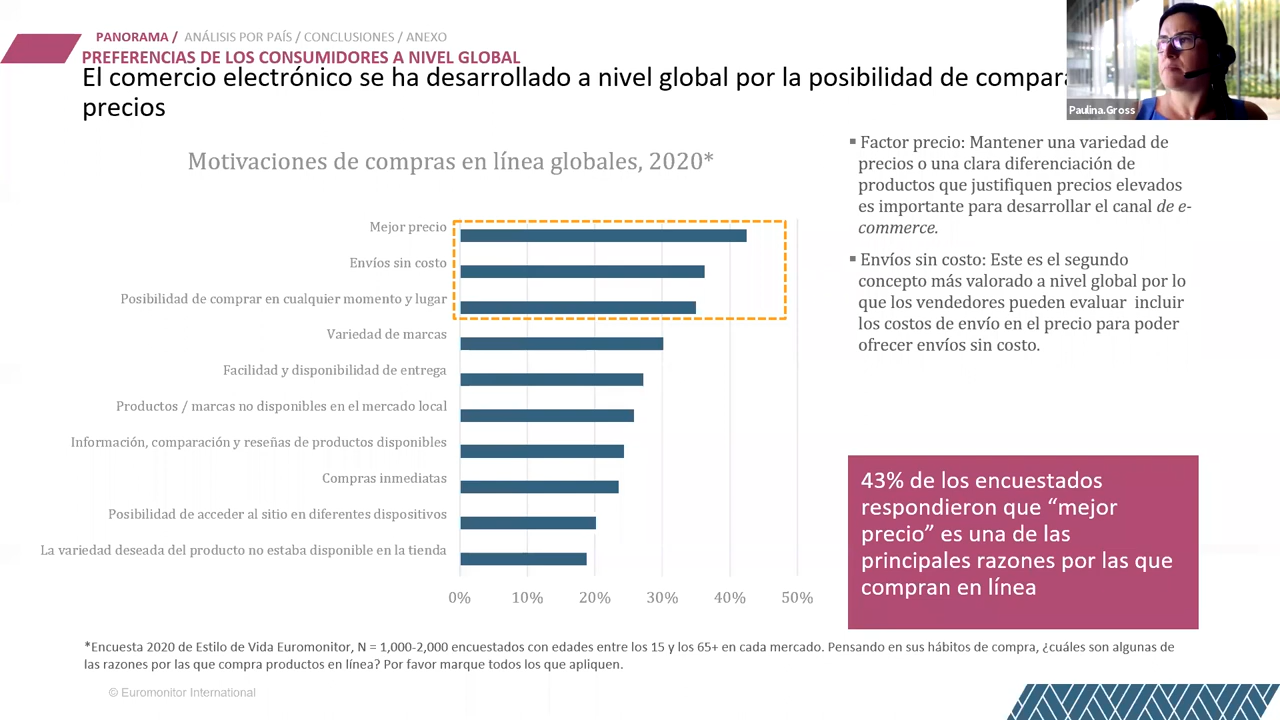 PANORAMA / ANÁLISIS POR PAÍS / CONCLUSIONES / ANEXO
PREFERENCIAS DE LOS CONSUMIDORES A NIVEL GLOBAL
El comercio electrónico se ha desarrollado a nivel global por la posibilidad de
precios
Paulina.Gross
Motivaciones de compras en línea globales, 2020*
Mejor precio
Envíos sin costo
Posibilidad de comprar en cualquier momento y lugar
Variedad de marcas
Facilidad y disponibilidad de entrega
Productos / marcas no disponibles en el mercado local
Información, comparación y reseñas de productos disponibles
Compras inmediatas
Posibilidad de acceder al sitio en diferentes dispositivos
La variedad deseada del producto no estaba disponible en la tienda
0% 10% 20% 30% 40% 50%
▪ Factor precio: Mantener una variedad de
precios o una clara diferenciación de
productos que justifiquen precios elevados
es importante para desarrollar el canal de e-
commerce.
▪ Envíos sin costo: Este es el segundo
concepto más valorado a nivel global por lo
que los vendedores pueden evaluar incluir
los costos de envío en el precio para poder
ofrecer envíos sin costo.
43% de los encuestados
respondieron que “mejor
precio” es una de las
principales razones por las que
compran en línea
*Encuesta 2020 de Estilo de Vida Euromonitor, N = 1,000-2,000 encuestados con edades entre los 15 y los 65+ en cada mercado. Pensando en sus hábitos de compra, ¿cuáles son algunas de
las razones por las que compra productos en línea? Por favor marque todos los que apliquen.
© Euromonitor International